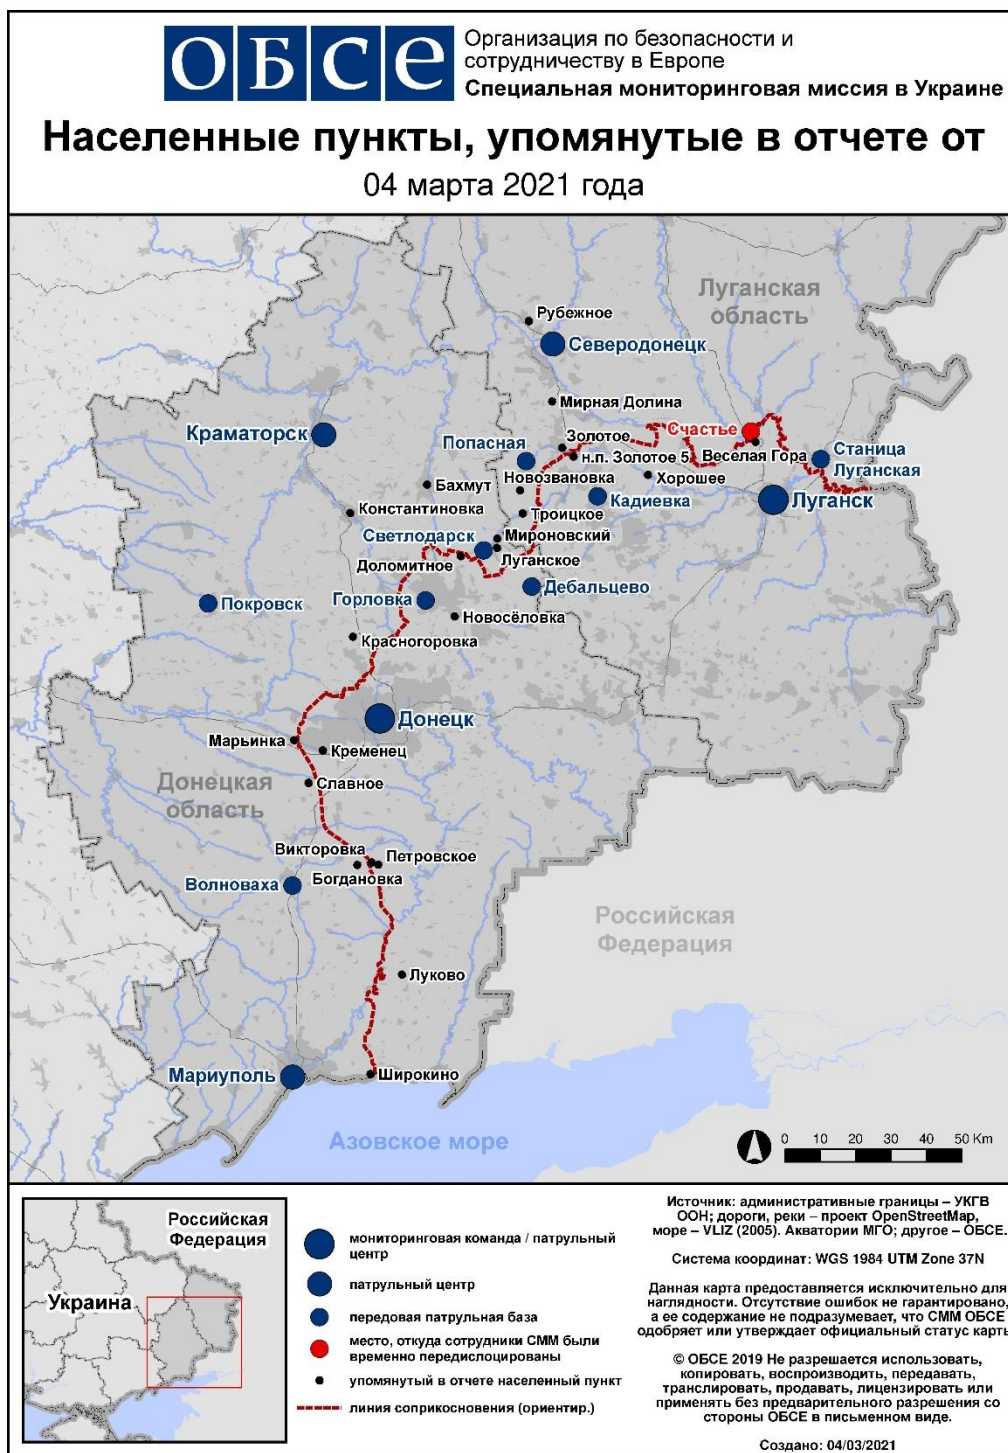 ОБСЕ
Организация по безопасности и
сотрудничеству в Европе
Специальная мониторинговая миссия в Украине
Населенные пункты, упомянутые в отчете от
04 марта 2021 года
Луганская
область
Рубежное
Северодонецк
Мирная Долина
Счастье
Краматорск
Попасная
Золотое
н.п. Золотое 5
Веселая Гора
Станица
Луганская
Бахмут
Новозвановка
Хорошее
Кадиевка
Луганск
Константиновка
Троицкое
Светлодарск
Мироновский
Доломитное
Луганское
Дебальцево
Покровск
Горловка
Новосёловка
Красногоровка
Донецк
Марьинка
Кременец
Донецкая
область
Славное
Викторовка
Петровское
Богдановка
Волноваха
Российская
Федерация
Луково
Мариуполь
Широкино
Азовское море
0 10 20 30 40 50 Km
Российская
Федерация
Украина
мониторинговая команда / патрульный
центр
патрульный центр
передовая патрульная база
место, откуда сотрудники СММ были
временно передислоцированы
упомянутый в отчете населенный пункт
линия соприкосновения (ориентир.)
Источник: административные границы – УКГВ
ООН; дороги, реки – проект OpenStreetMap,
море – VLIZ (2005). Акватории МГО; другое – ОБСЕ.
Система координат: WGS 1984 UTM Zone 37N
Данная карта предоставляется исключительно для
наглядности. Отсутствие ошибок не гарантировано,
а ее содержание не подразумевает, что СММ ОБСЕ
одобряет или утверждает официальный статус карты
© ОБСЕ 2019 Не разрешается использовать,
копировать, воспроизводить, передавать,
транслировать, продавать, лицензировать или
применять без предварительного разрешения со
стороны ОБСЕ в письменном виде.
Создано: 04/03/2021